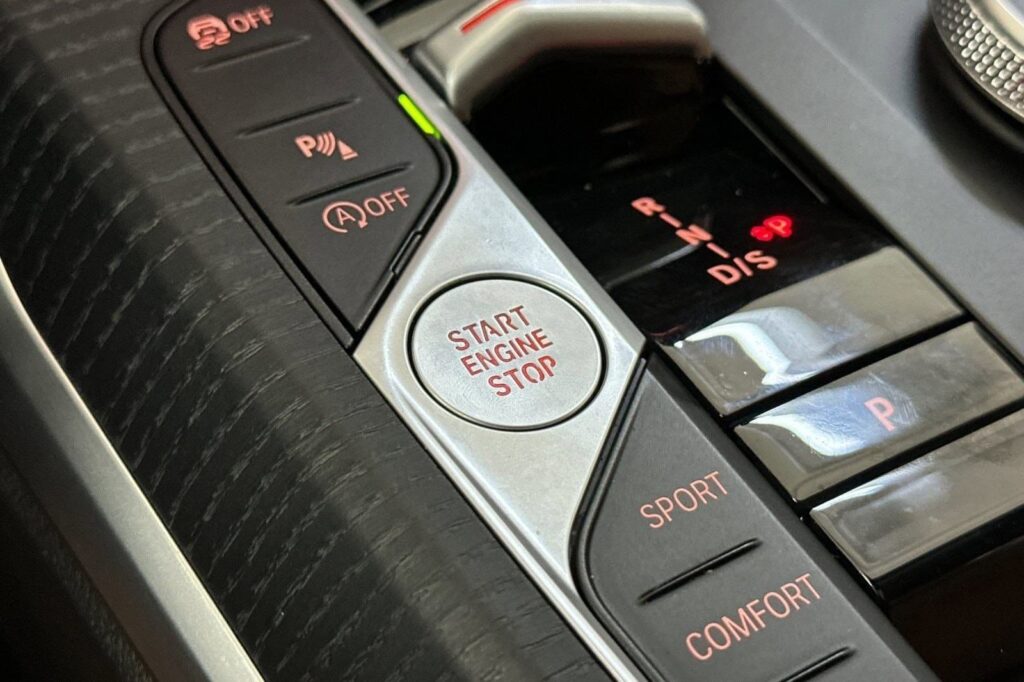 OFF
P
A OFF
START
ENGINE
STOP
R
N
D/S
P
P
SPORT
COMFORT